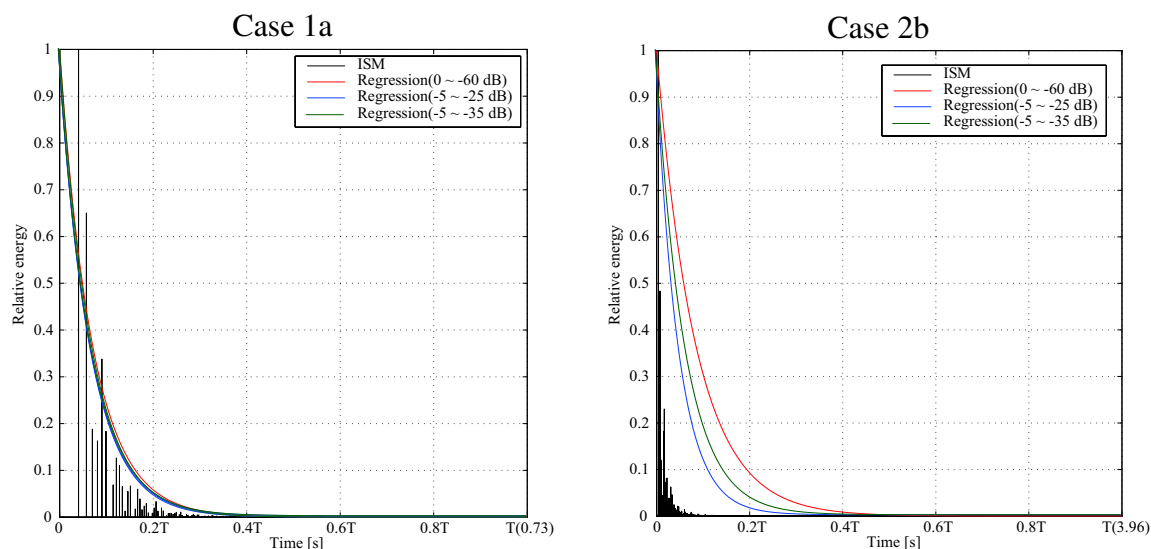 Case 1a
1
0.9
0.8
0.7
0.6
0.5
0.4
0.3
0.2
0.1
0
Relative energy
ISM
Regression(0 ~ -60 dB)
Regression(-5 ~ -25 dB)
Regression(-5 ~ -35 dB)
0 0.2T 0.4T 0.6T 0.8T T(0.73)
Time [s]
Case 2b
1
0.9
0.8
0.7
0.6
0.5
0.4
0.3
0.2
0.1
0
Relative energy
ISM
Regression(0 ~ -60 dB)
Regression(-5 ~ -25 dB)
Regression(-5 ~ -35 dB)
0 0.2T 0.4T 0.6T 0.8T T(3.96)
Time [s]